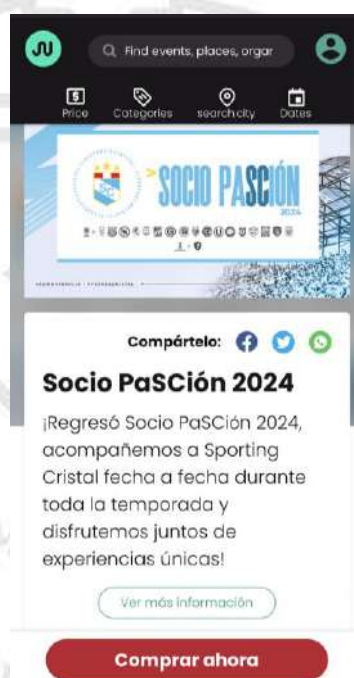 Find events, places, orgar
Price Categories search city Dates
SC
SOCIO PASCIÓN
2024
Compártelo:
Socio PaSCión 2024
¡Regresó Socio PaSCión 2024,
acompañemos a Sporting
Cristal fecha a fecha durante
toda la temporada y
disfrutemos juntos de
experiencias únicas!
Ver más información
Comprar ahora